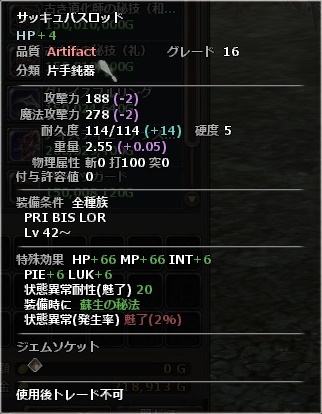 サッキュバスロッド
HP+4
品質 Artifact グレード 16
分類 片手鈍器
攻撃力 188 (-2)
魔法攻撃力 278 (-2)
耐久度 114/114 (+14) 硬度 5
重量 2.55 (+0.05)
物理属性 斬0 打100 突0
付与許容値 0
装備条件 全種族
PRI BIS LOR
Lv 42～
特殊効果 HP+66 MP+66 INT+6
PIE+6 LUK+6
状態異常耐性(魅了) 20
装備時に 蘇生の秘法
状態異常(発生率) 魅了(2%)
ジェムソケット
0 G
18,913 G
使用後トレード不可